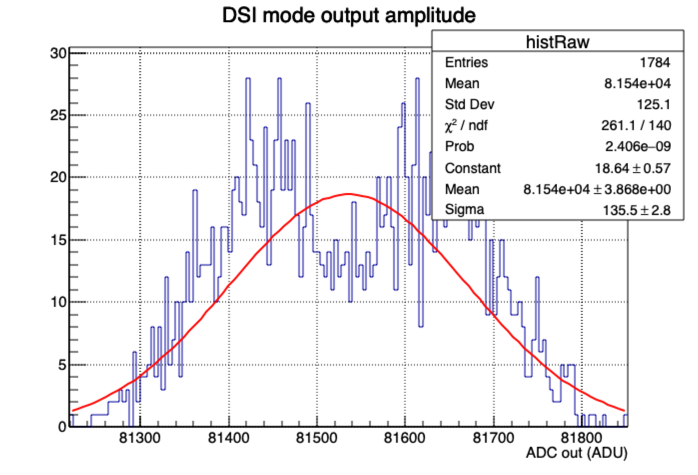 DSI mode output amplitude
histRaw
Entries 1784
Mean 8.154e+04
Std Dev 125.1
χ² / ndf 261.1 / 140
Prob 2.406e−09
Constant 18.64 ± 0.57
Mean 8.154e+04 ± 3.868e+00
Sigma 135.5 ± 2.8
30
25
20
15
10
5
0
81300 81400 81500 81600 81700 81800
ADC out (ADU)